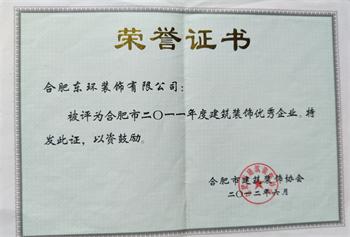 荣誉证书
合肥东环装饰有限公司：
被评为合肥市二〇一一年度建筑装饰优秀企业。特
发此证，以资鼓励。
合肥市建筑装饰协会
二〇一二年六月